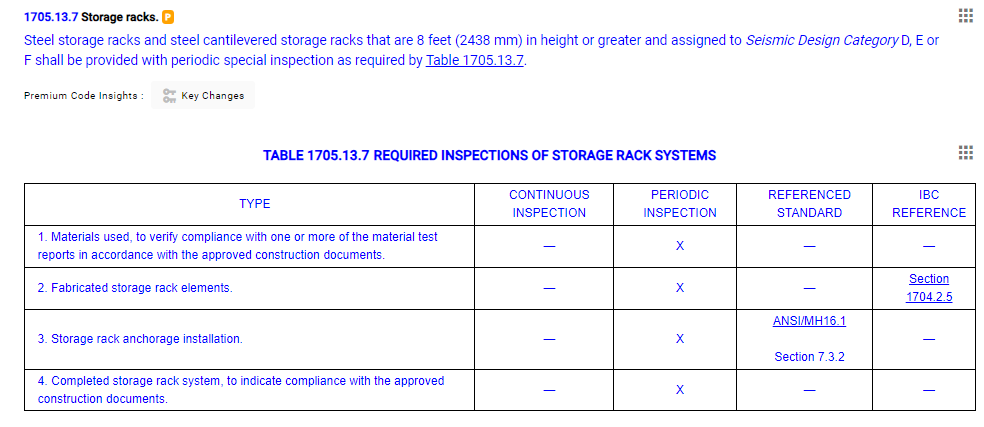 1705.13.7 Storage racks. P
Steel storage racks and steel cantilevered storage racks that are 8 feet (2438 mm) in height or greater and assigned to Seismic Design Category D, E or
F shall be provided with periodic special inspection as required by Table 1705.13.7.
Premium Code Insights : Key Changes
TABLE 1705.13.7 REQUIRED INSPECTIONS OF STORAGE RACK SYSTEMS
TYPE
CONTINUOUS
INSPECTION
PERIODIC
INSPECTION
REFERENCED
STANDARD
IBC
REFERENCE
1. Materials used, to verify compliance with one or more of the material test
reports in accordance with the approved construction documents.
—
X
—
—
2. Fabricated storage rack elements.
—
X
—
Section
1704.2.5
3. Storage rack anchorage installation.
—
X
ANSI/MH16.1
Section 7.3.2
—
4. Completed storage rack system, to indicate compliance with the approved
construction documents.
—
X
—
—